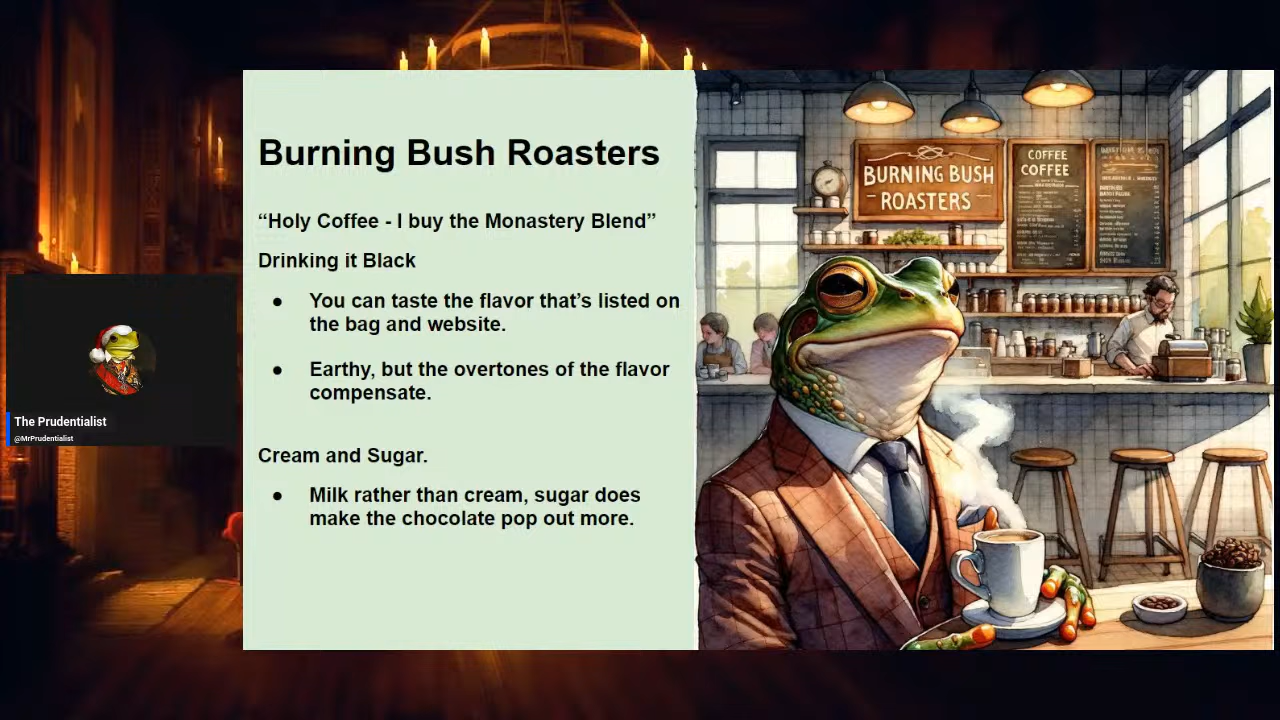 Burning Bush Roasters
“Holy Coffee - I buy the Monastery Blend”
Drinking it Black
● You can taste the flavor that’s listed on
the bag and website.
● Earthy, but the overtones of the flavor
compensate.
Cream and Sugar.
● Milk rather than cream, sugar does
make the chocolate pop out more.
The Prudentialist
@MrPrudentialist
BURNING BUSH
ROASTERS
COFFEE
COFFEE